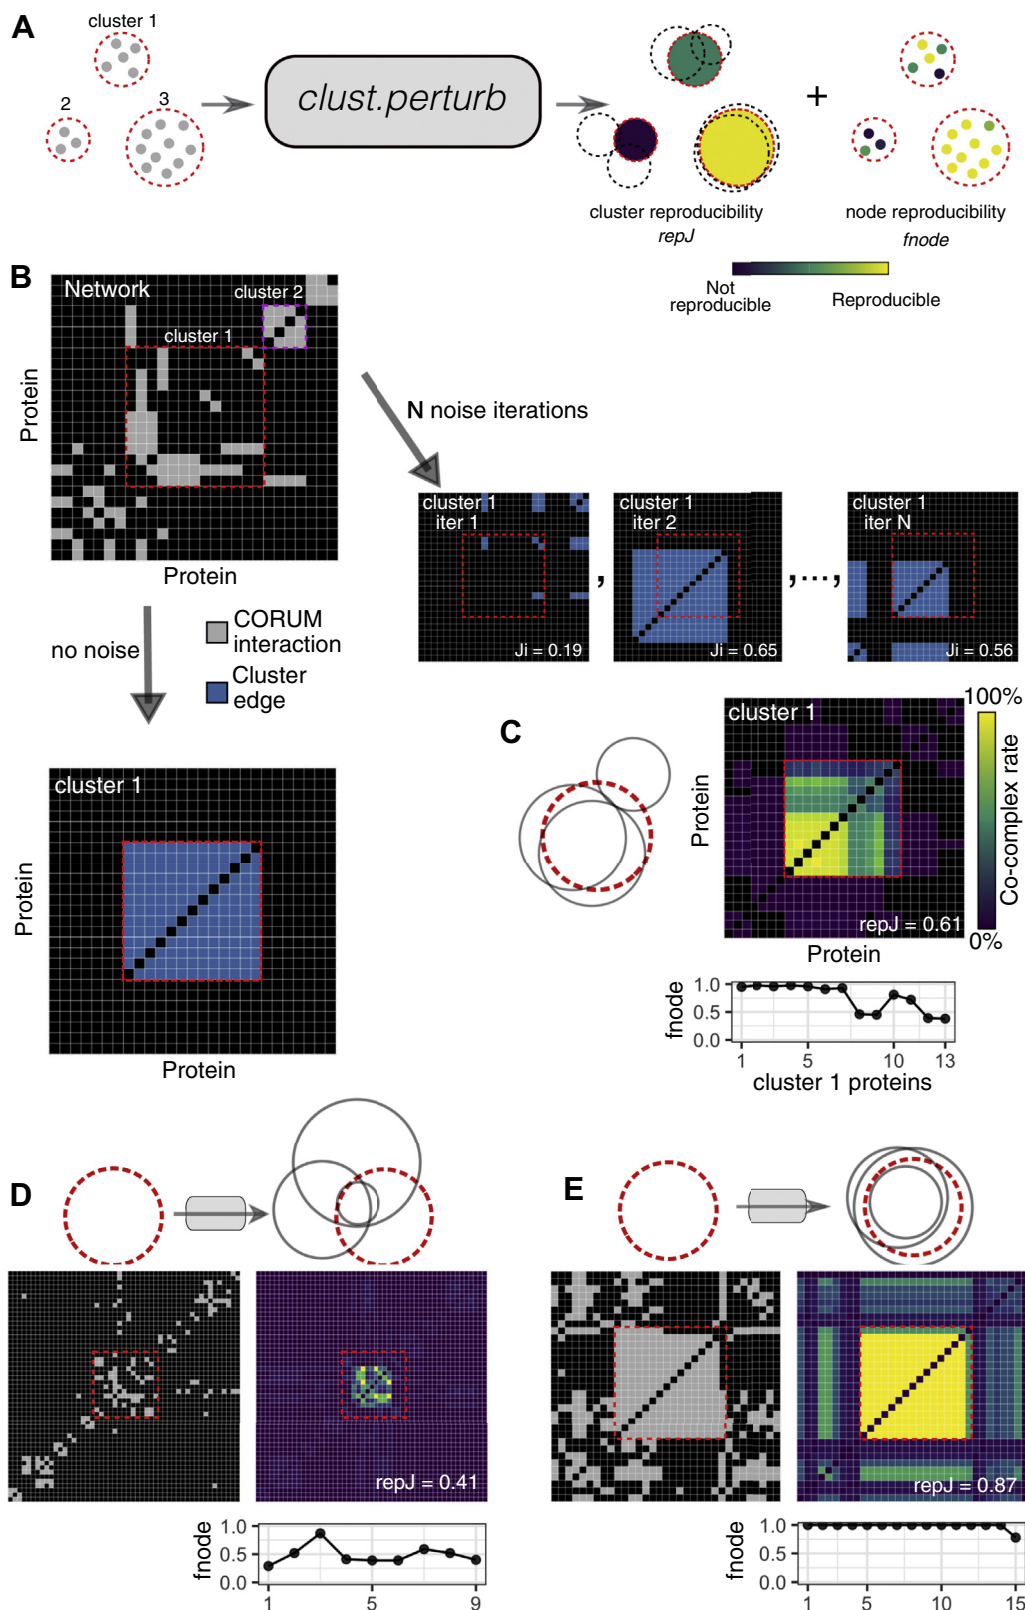 A
cluster 1
2
3
clust.perturb
+
cluster reproducibility
repJ
node reproducibility
fnode
Not
reproducible
Reproducible
B
Network
cluster 2
cluster 1
Protein
Protein
N noise iterations
cluster 1
iter 1
Ji = 0.19
,
cluster 1
iter 2
Ji = 0.65
,...,
cluster 1
iter N
Ji = 0.56
no noise
CORUM
interaction
Cluster
edge
cluster 1
Protein
Protein
C
cluster 1
Protein
repJ = 0.61
Protein
100%
Co-complex rate
0%
fnode
1.0
0.5
0.0
1 5 10 13
cluster 1 proteins
D
repJ = 0.41
fnode
1.0
0.5
0.0
1 5 9
E
repJ = 0.87
fnode
1.0
0.5
0.0
1 5 10 15